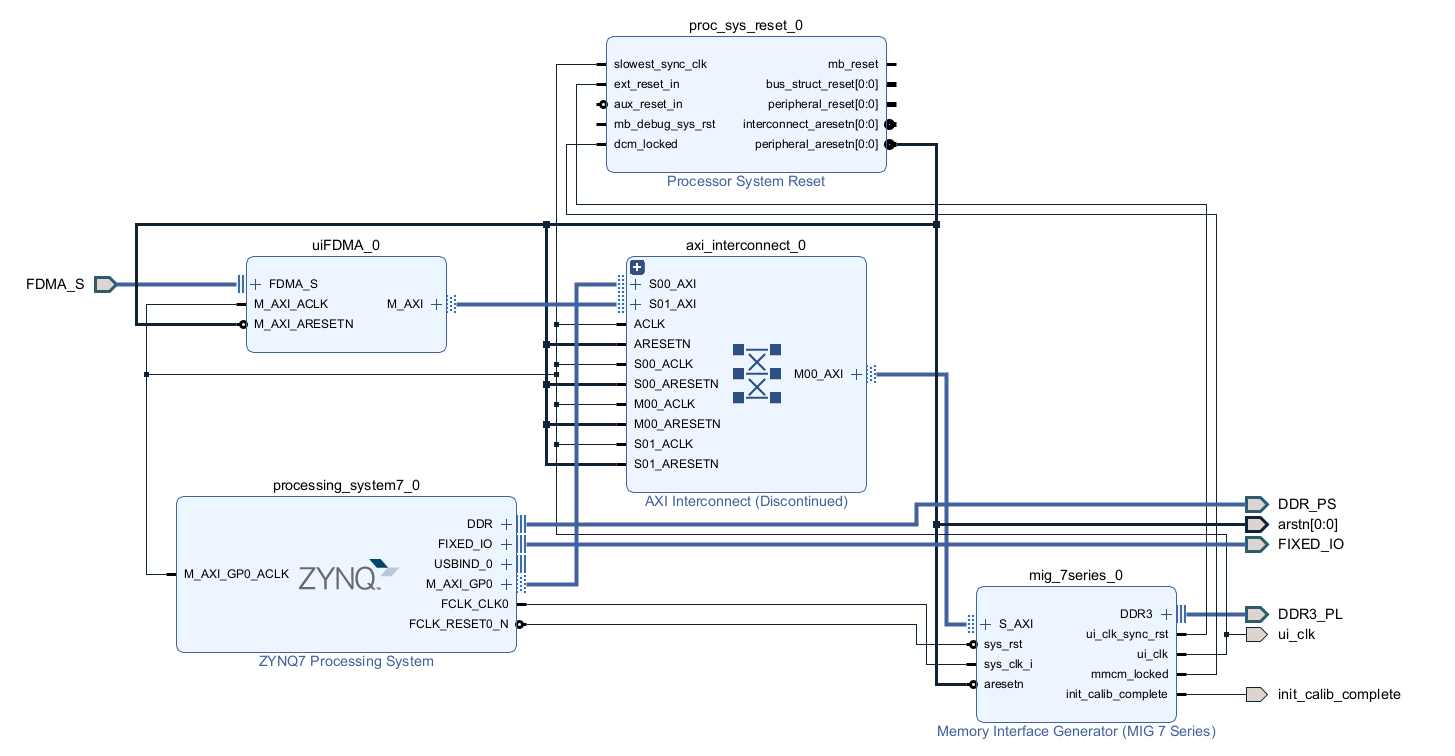 proc_sys_reset_0
slowest_sync_clk
ext_reset_in
aux_reset_in
mb_debug_sys_rst
dcm_locked
mb_reset
bus_struct_reset[0:0]
peripheral_reset[0:0]
interconnect_aresetn[0:0]
peripheral_aresetn[0:0]
Processor System Reset
FDMA_S
uiFDMA_0
FDMA_S
M_AXI_ACLK
M_AXI_ARESETN
M_AXI
axi_interconnect_0
S00_AXI
S01_AXI
ACLK
ARESETN
S00_ACLK
S00_ARESETN
M00_ACLK
M00_ARESETN
S01_ACLK
S01_ARESETN
M00_AXI
AXI Interconnect (Discontinued)
processing_system7_0
M_AXI_GP0_ACLK
ZYNQ
DDR
FIXED_IO
USBIND_0
M_AXI_GP0
FCLK_CLK0
FCLK_RESET0_N
ZYNQ7 Processing System
mig_7series_0
S_AXI
sys_rst
sys_clk_i
aresetn
DDR3
ui_clk_sync_rst
ui_clk
mmcm_locked
init_calib_complete
Memory Interface Generator (MIG 7 Series)
DDR_PS
arstn[0:0]
FIXED_IO
DDR3_PL
ui_clk
init_calib_complete